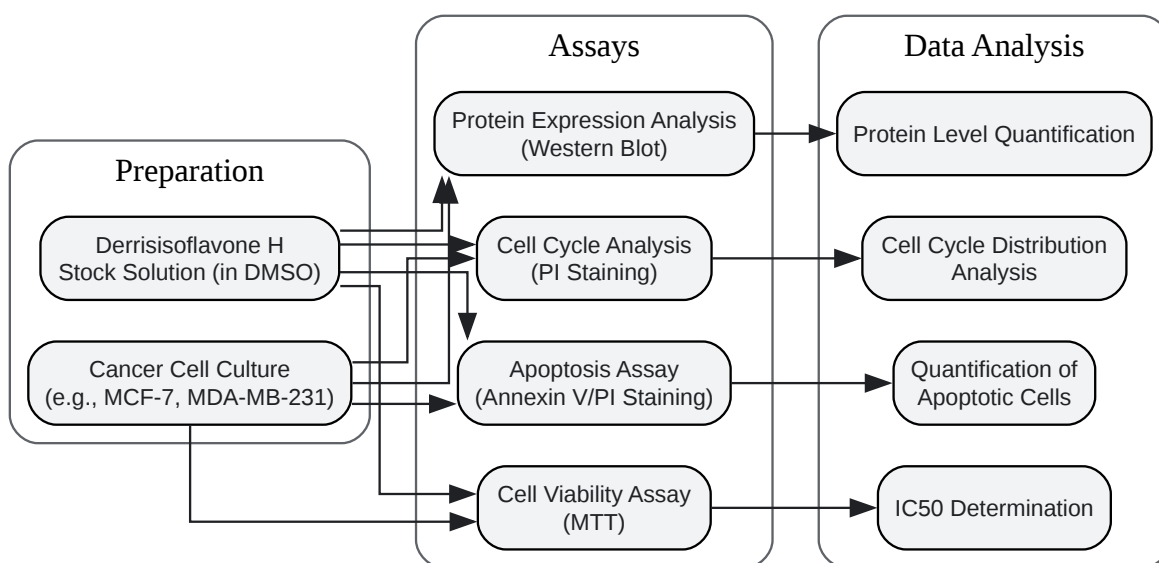 Preparation
Derrisisoflavone H
Stock Solution (in DMSO)
Cancer Cell Culture
(e.g., MCF-7, MDA-MB-231)
Assays
Protein Expression Analysis
(Western Blot)
Cell Cycle Analysis
(PI Staining)
Apoptosis Assay
(Annexin V/PI Staining)
Cell Viability Assay
(MTT)
Data Analysis
Protein Level Quantification
Cell Cycle Distribution
Analysis
Quantification of
Apoptotic Cells
IC50 Determination